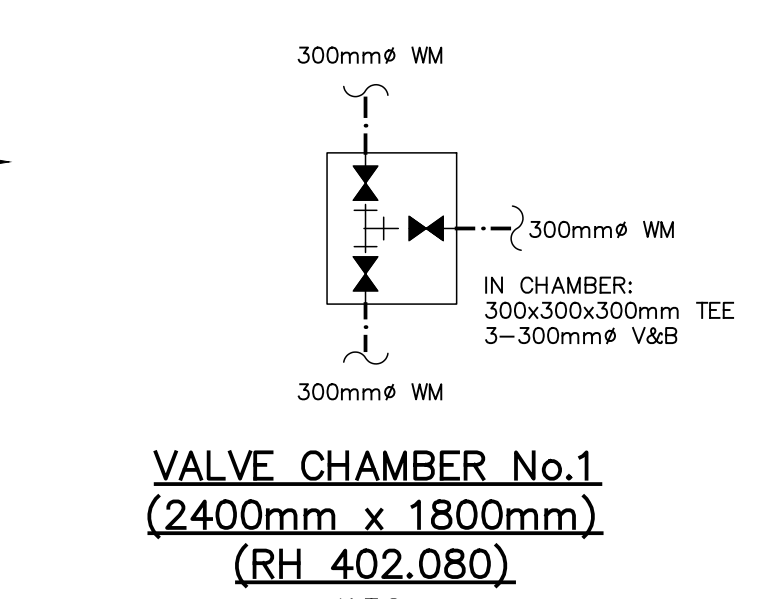 300mmø WM
300mmø WM
IN CHAMBER:
300x300x300mm TEE
3-300mmø V&B
300mmø WM
VALVE CHAMBER No.1
(2400mm x 1800mm)
(RH 402.080)